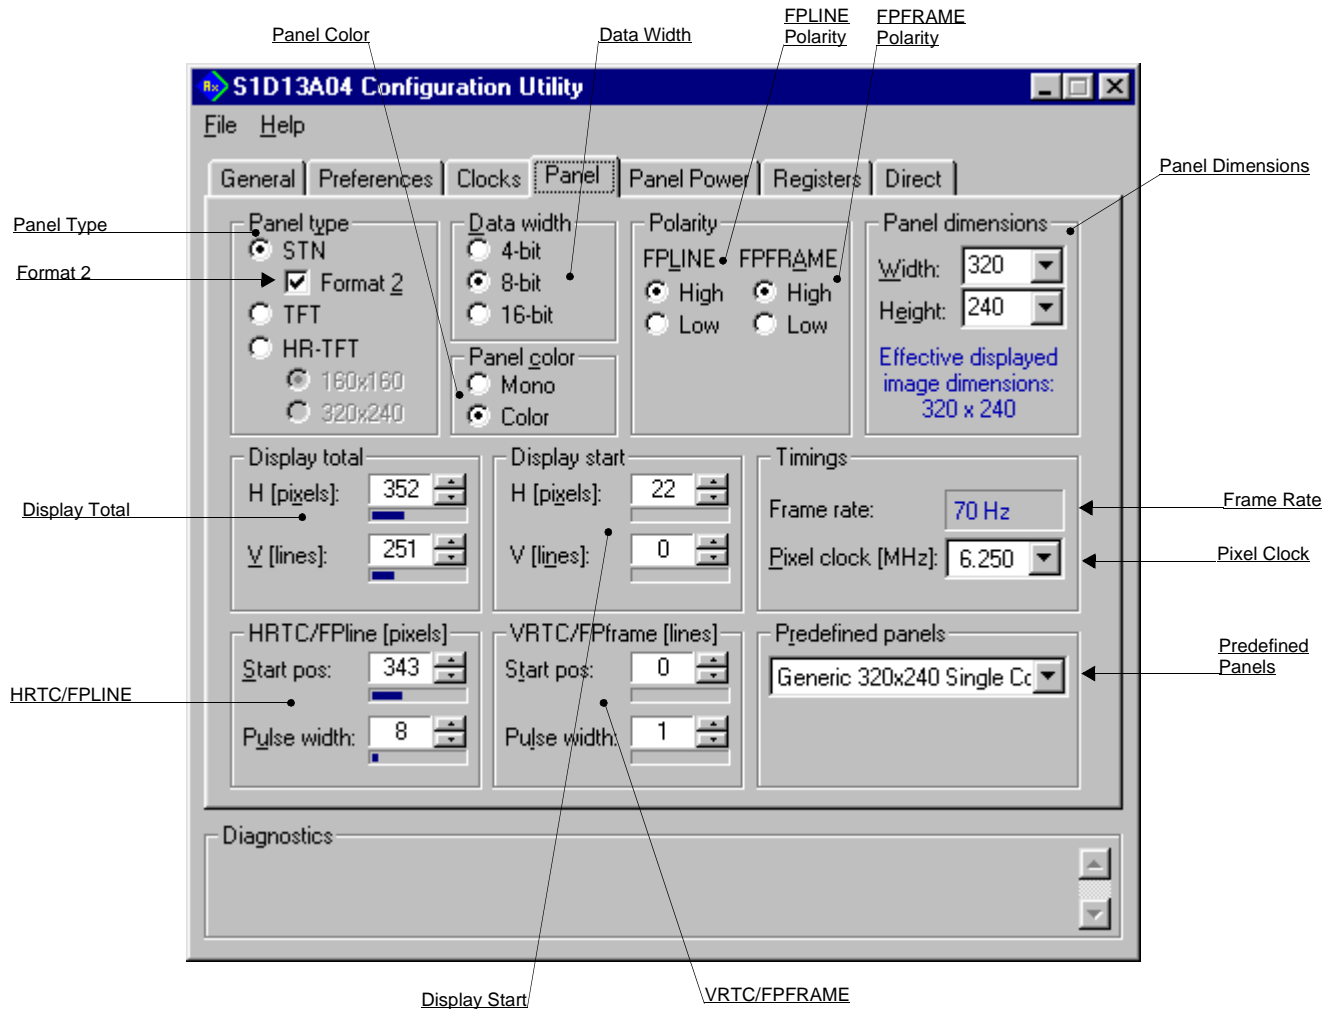 FPLINE
Polarity
FPFRAME
Polarity
Panel Color
Data Width
S1D13A04 Configuration Utility
File Help
General Preferences Clocks Panel Panel Power Registers Direct
Panel Dimensions
Panel Type
Format 2
Panel type
STN
Format 2
TFT
HR-TFT
160x160
320x240
Data width
4-bit
8-bit
16-bit
Panel color
Mono
Color
Polarity
FPLINE FPFRAME
High High
Low Low
Panel dimensions
Width: 320
Height: 240
Effective displayed
image dimensions:
320 x 240
Display Total
Display total
H [pixels]: 352
V [lines]: 251
Display start
H [pixels]: 22
V [lines]: 0
Timings
Frame rate: 70 Hz
Pixel clock [MHz]: 6.250
Frame Rate
Pixel Clock
HRTC/FPLINE
HRTC/FPline [pixels]
Start pos: 343
Pulse width: 8
VRTC/FPframe [lines]
Start pos: 0
Pulse width: 1
Predefined panels
Generic 320x240 Single Cc
Predefined
Panels
Diagnostics
Display Start
VRTC/FPFRAME